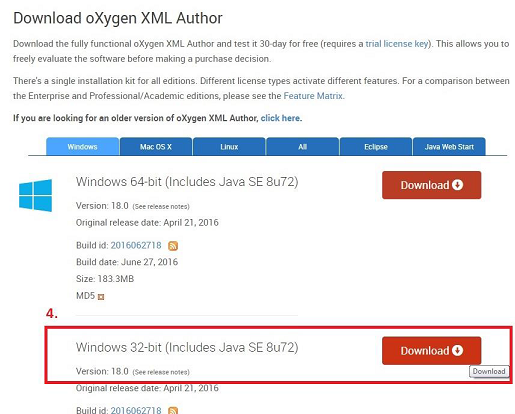 Download oXygen XML Author
Download the fully functional oXygen XML Author and test it 30-day for free (requires a trial license key). This allows you to
freely evaluate the software before making a purchase decision.
There's a single installation kit for all editions. Different license types activate different features. For a comparison between
the Enterprise and Professional/Academic editions, please see the Feature Matrix.
If you are looking for an older version of oXygen XML Author, click here.
Windows Mac OS X Linux All Eclipse Java Web Start
Windows 64-bit (Includes Java SE 8u72)
Download
Version: 18.0 (See release notes)
Original release date: April 21, 2016
Build id: 2016062718
Build date: June 27, 2016
Size: 183.3MB
MD5
4.
Windows 32-bit (Includes Java SE 8u72)
Download
Version: 18.0 (See release notes)
Download
Original release date: April 21, 2016
Build id: 2016062718